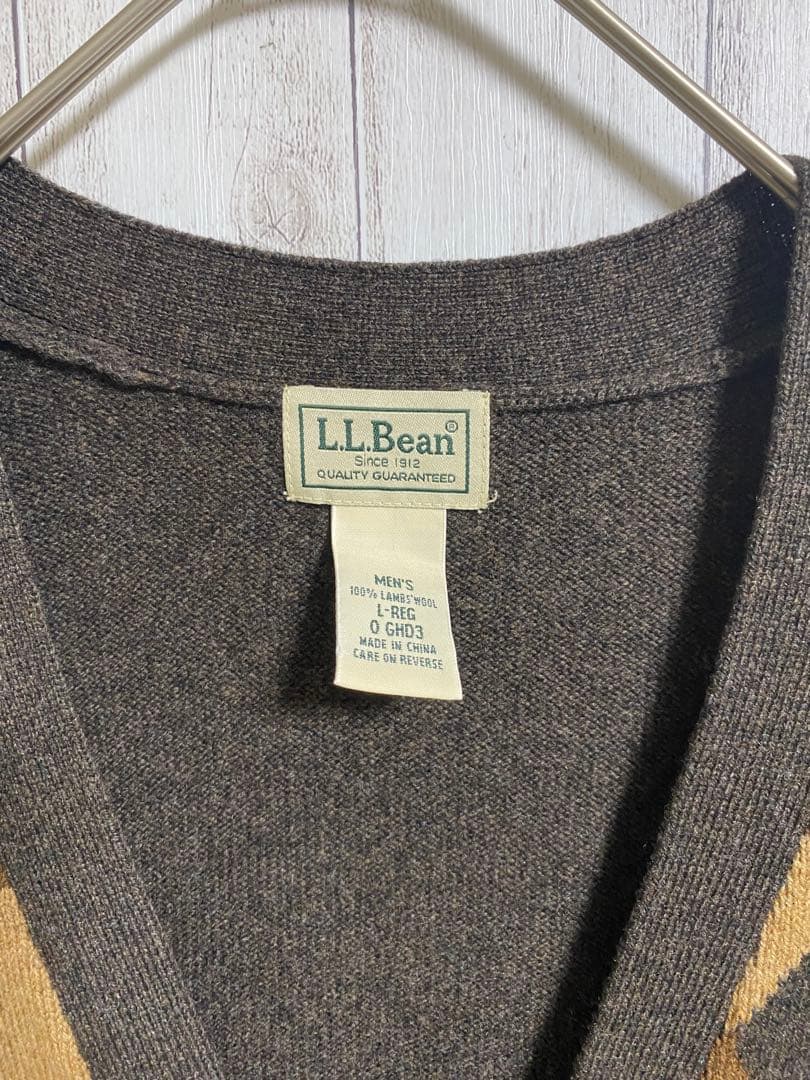 L.L.Bean®
Since 1912
QUALITY GUARANTEED
MEN'S
100% LAMBS' WOOL
L-REG
0 GHD3
MADE IN CHINA
CARE ON REVERSE